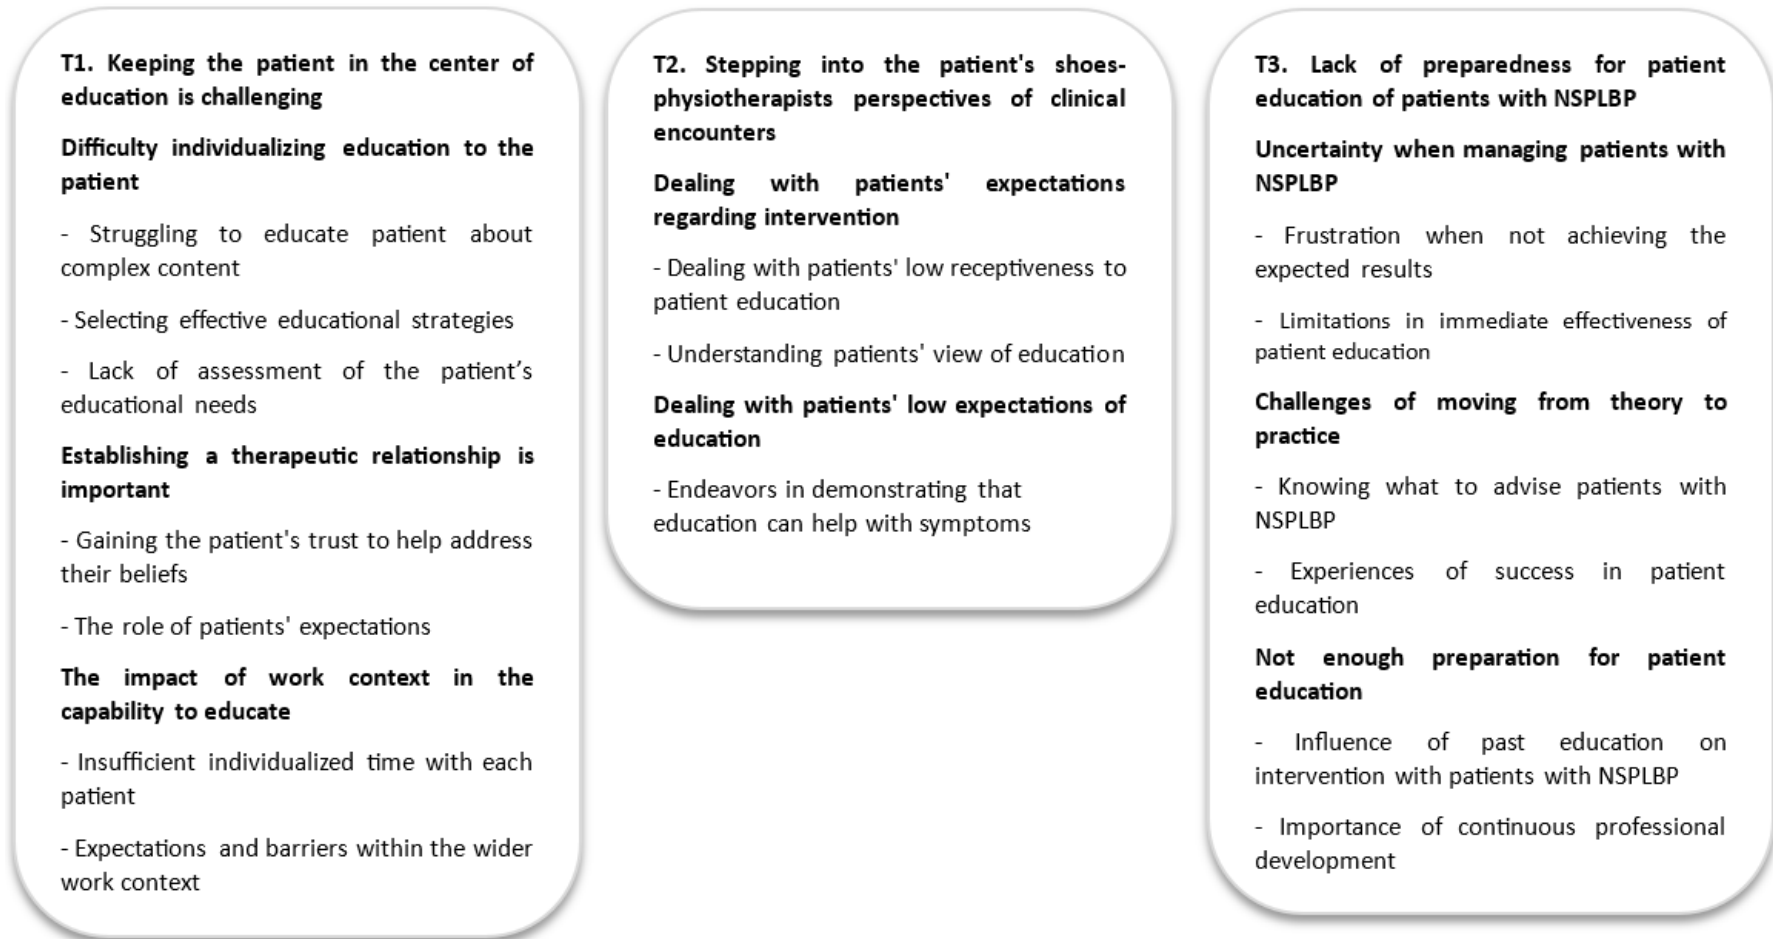 T1. Keeping the patient in the center of
education is challenging
Difficulty individualizing education to the
patient
- Struggling to educate patient about
complex content
- Selecting effective educational strategies
- Lack of assessment of the patient’s
educational needs
Establishing a therapeutic relationship is
important
- Gaining the patient's trust to help address
their beliefs
- The role of patients' expectations
The impact of work context in the
capability to educate
- Insufficient individualized time with each
patient
- Expectations and barriers within the wider
work context
T2. Stepping into the patient's shoes-
physiotherapists perspectives of clinical
encounters
Dealing with patients' expectations
regarding intervention
- Dealing with patients' low receptiveness to
patient education
- Understanding patients' view of education
Dealing with patients' low expectations of
education
- Endeavors in demonstrating that
education can help with symptoms
T3. Lack of preparedness for patient
education of patients with NSPLBP
Uncertainty when managing patients with
NSPLBP
- Frustration when not achieving the
expected results
- Limitations in immediate effectiveness of
patient education
Challenges of moving from theory to
practice
- Knowing what to advise patients with
NSPLBP
- Experiences of success in patient
education
Not enough preparation for patient
education
- Influence of past education on
intervention with patients with NSPLBP
- Importance of continuous professional
development